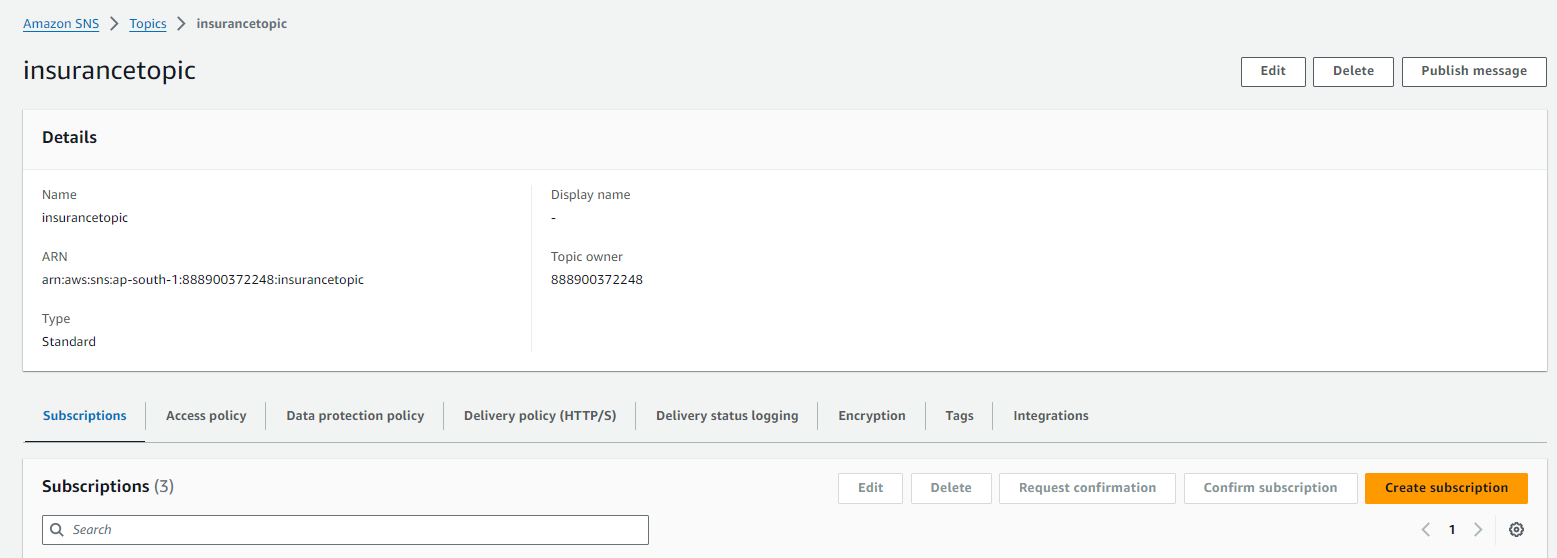 Amazon SNS > Topics > insurancetopic
insurancetopic
Edit Delete Publish message
Details
Name Display name
insurancetopic -
ARN Topic owner
arn:aws:sns:ap-south-1:888900372248:insurancetopic 888900372248
Type
Standard
Subscriptions Access policy Data protection policy Delivery policy (HTTP/S) Delivery status logging Encryption Tags Integrations
Subscriptions (3) Edit Delete Request confirmation Confirm subscription Create subscription
Search < 1 >